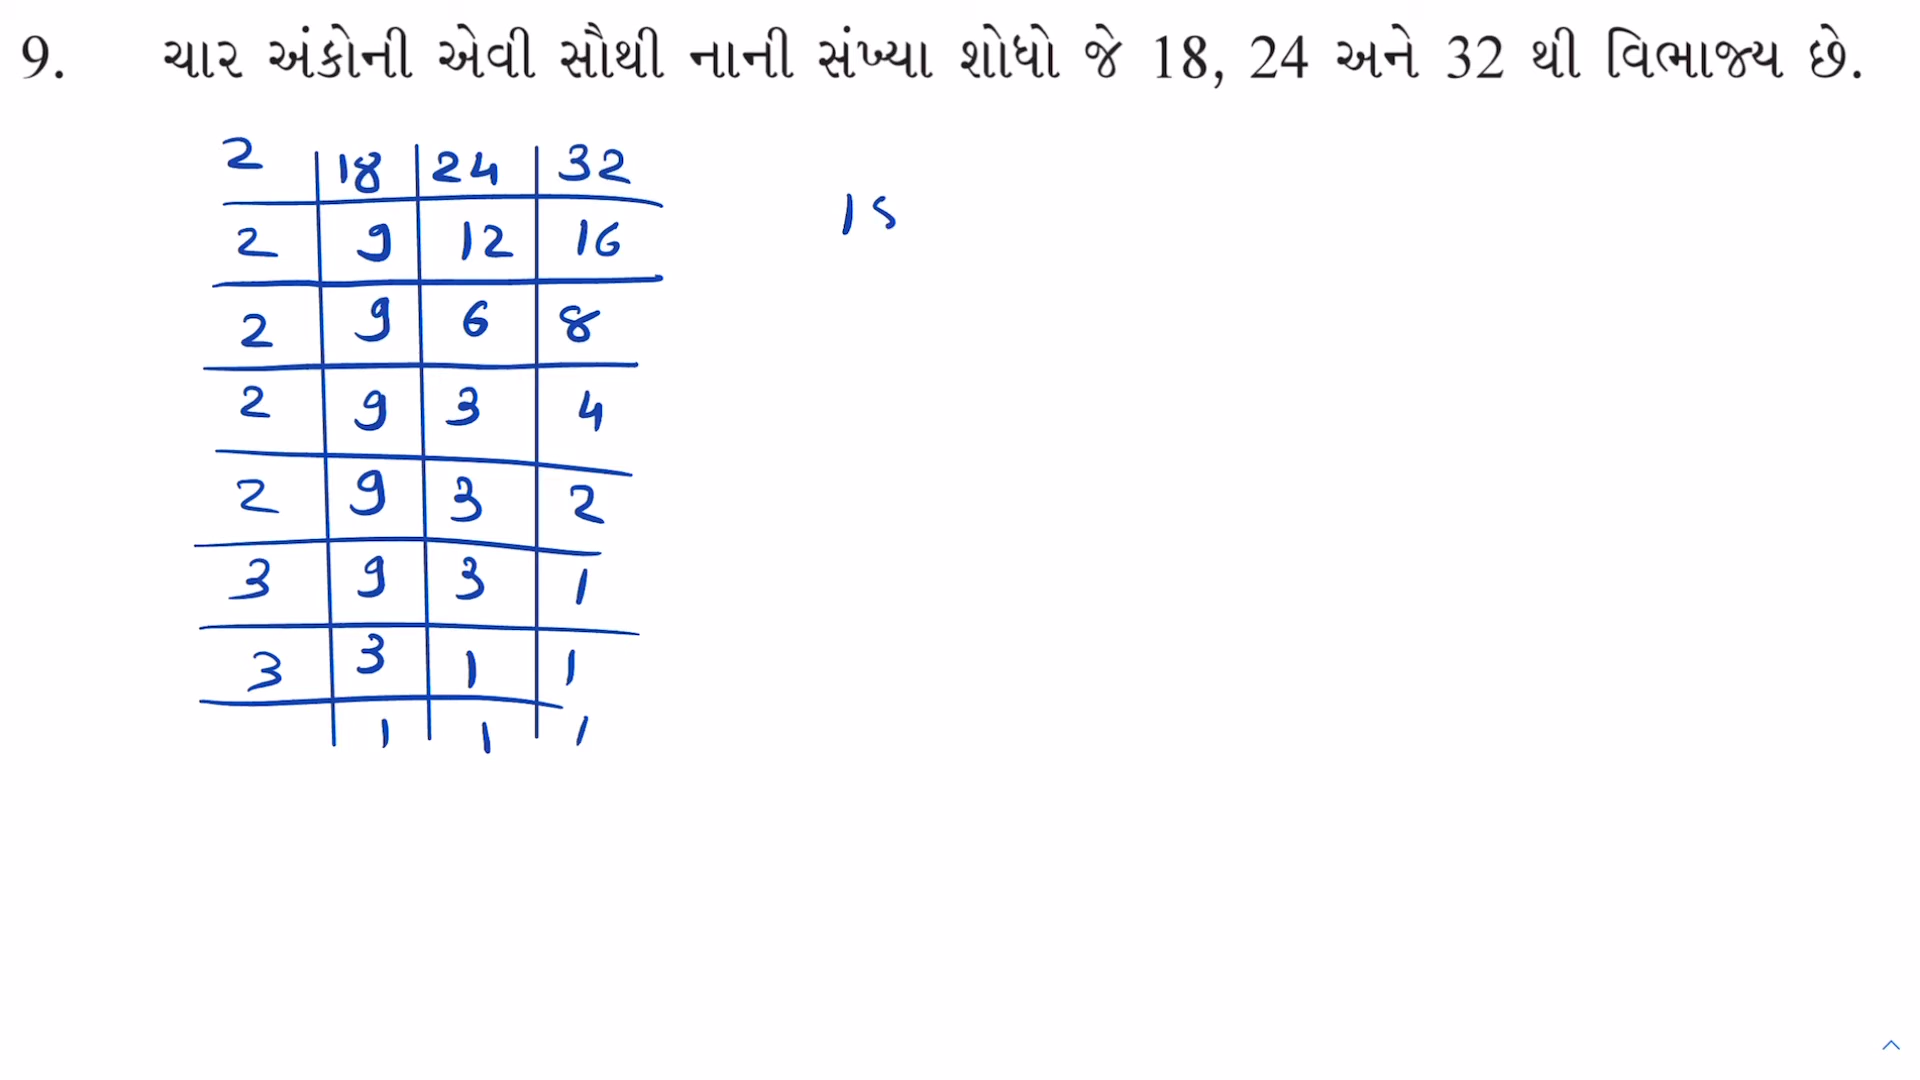 9. ચાર અંકોની એવી સૌથી નાની સંખ્યા શોધો જે 18, 24 અને 32 થી વિભાજ્ય છે.
2 18 24 32
2 9 12 16
2 9 6 8
2 9 3 4
2 9 3 2
3 9 3 1
3 3 1 1
1 1 1